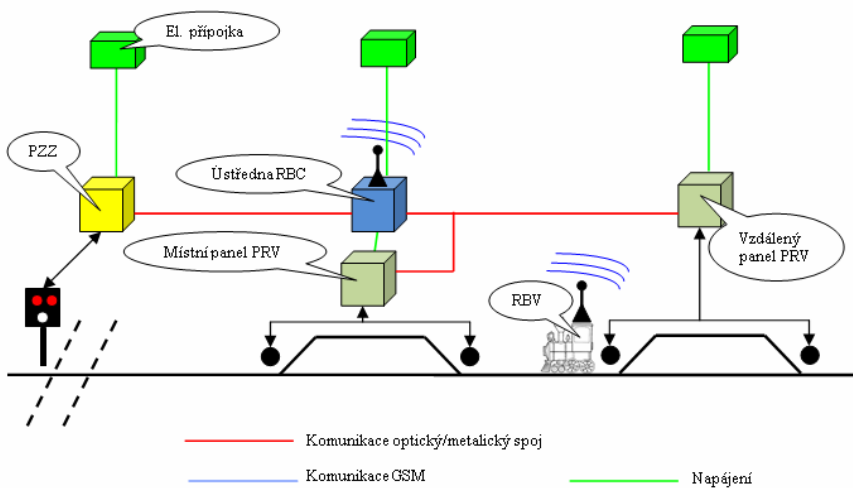 El. přípojka
PZZ
Ústředna RBC
Místní panel PRV
RBV
Vzdálený
panel PRV
Komunikace optický/metalický spoj
Komunikace GSM
Napájení